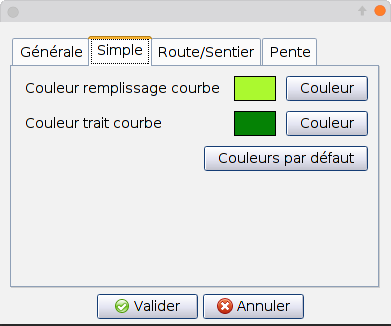 Générale Simple Route/Sentier Pente
Couleur remplissage courbe Couleur
Couleur trait courbe Couleur
Couleurs par défaut
Valider Annuler